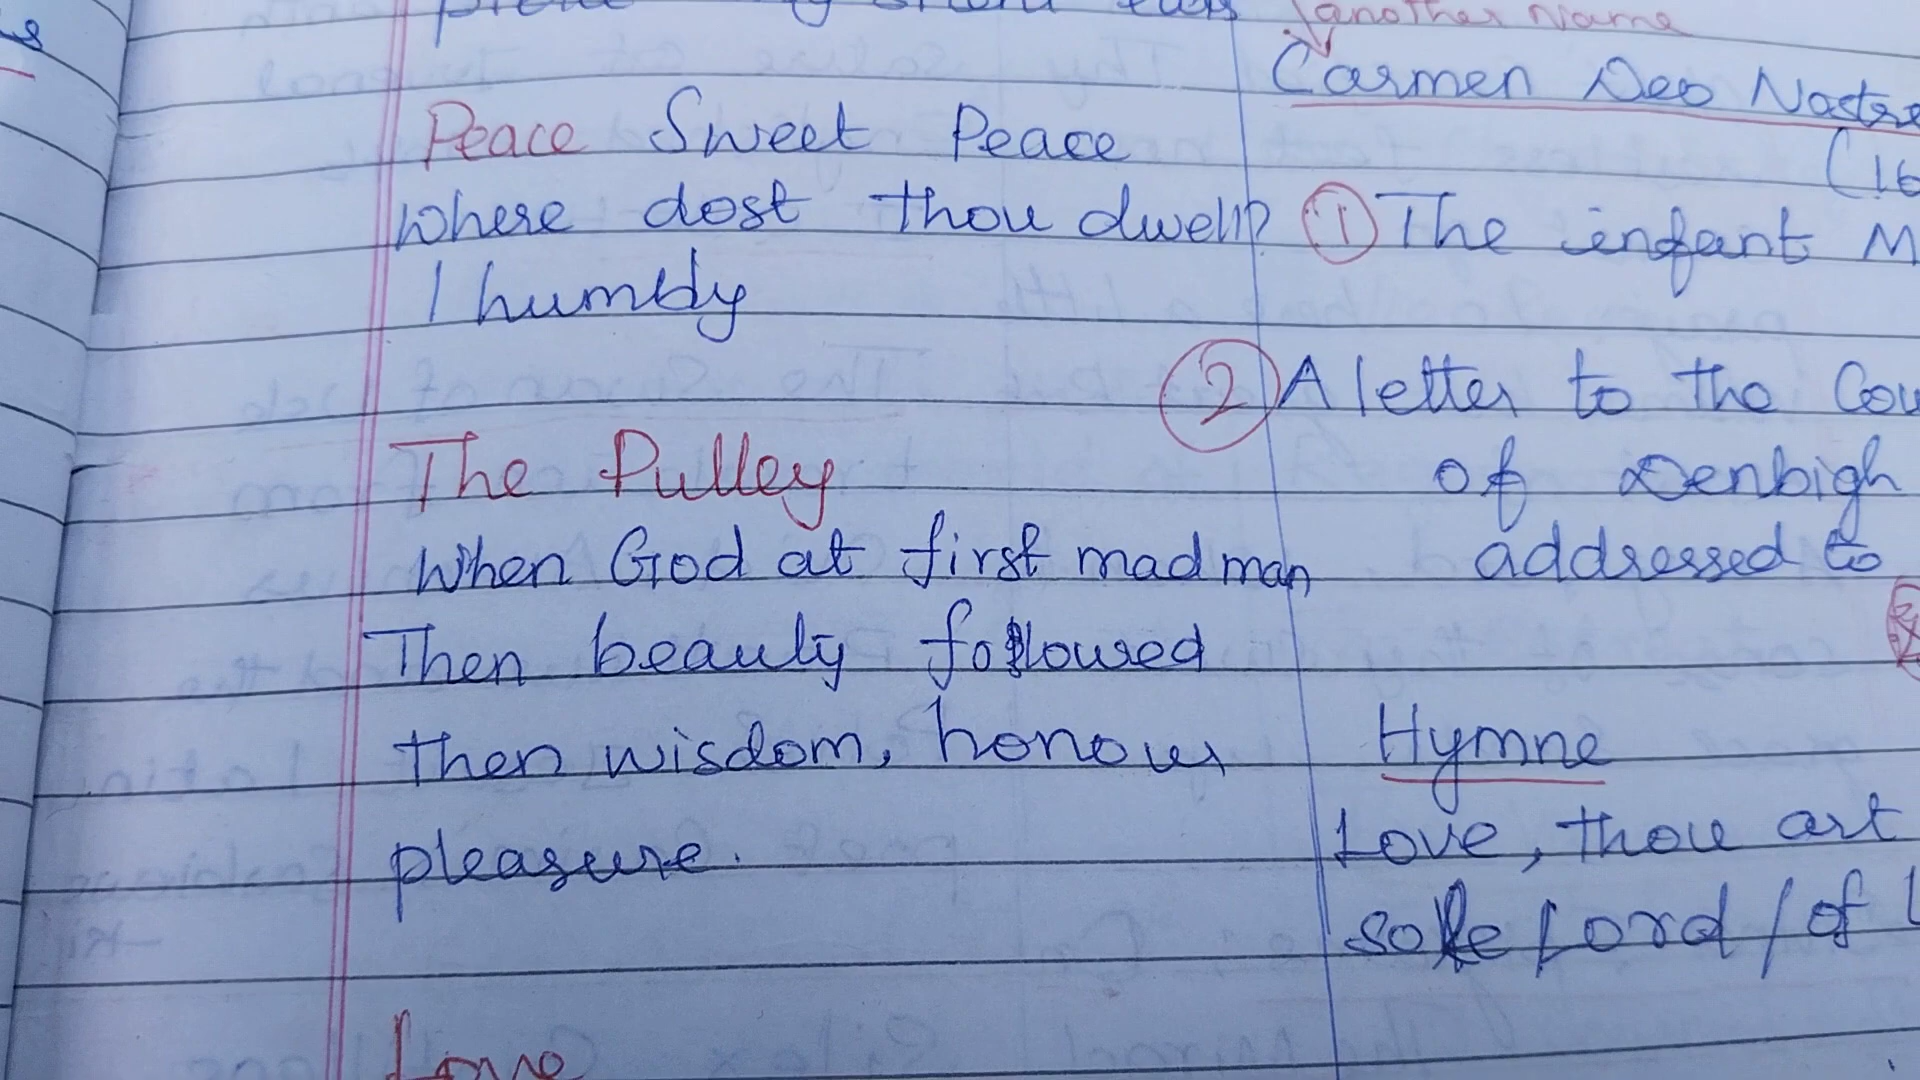 another Name
Peace Sweet Peace
where dost thou dwell?
I humbly
The Pulley
When God at first mad man
Then beauty followed
then wisdom, honour
pleasure.
Love
Carmen Deo Nostro
① The infant M
② A letter to the Cou
of Denbigh
addressed to
Hymne
Love, thou art
sole Lord / of